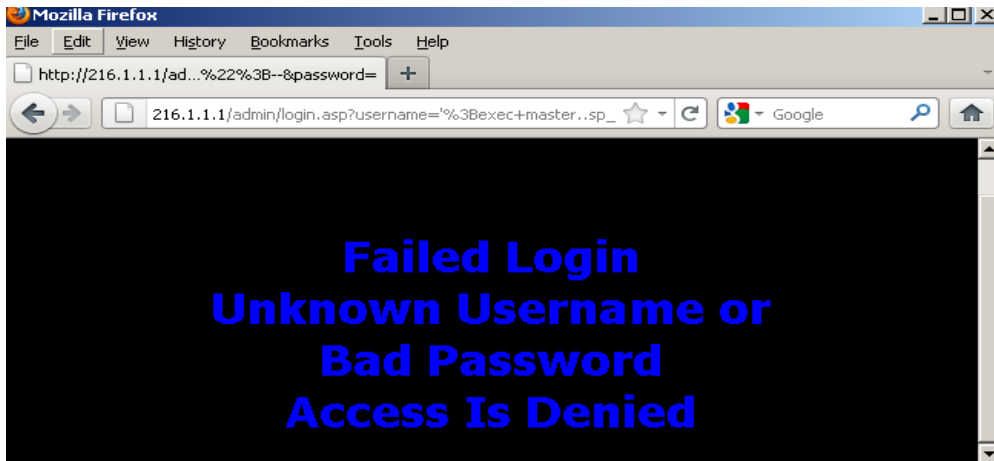 Mozilla Firefox
File Edit View History Bookmarks Tools Help
http://216.1.1.1/ad...%22%3B--&password=
216.1.1.1/admin/login.asp?username='%3Bexec+master..sp_
Google
Failed Login
Unknown Username or
Bad Password
Access Is Denied